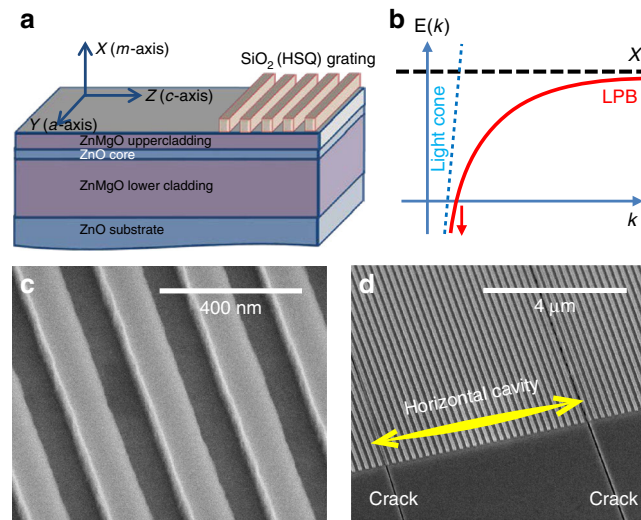 a
X (m-axis)
Z (c-axis)
Y (a-axis)
SiO2 (HSQ) grating
ZnMgO uppercladding
ZnO core
ZnMgO lower cladding
ZnO substrate
b
E(k)
X
LPB
Light cone
k
c
400 nm
d
4 μm
Horizontal cavity
Crack
Crack